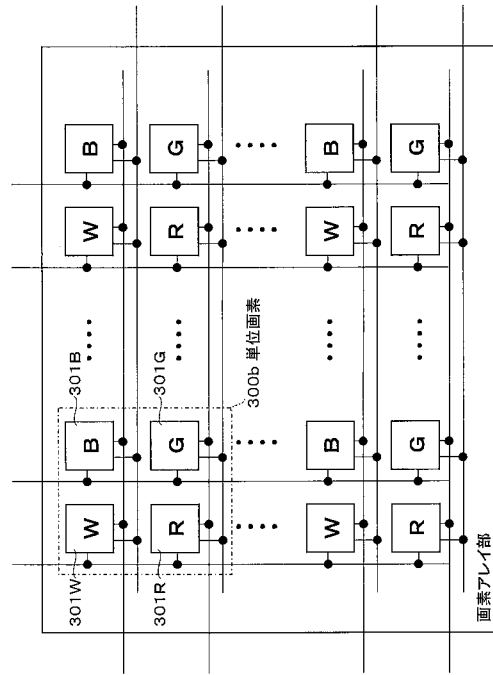 301W W B 301B W B
.... ....
301R R G 301G R G
....
300b 単位画素
.... ....
W B W B
....
R G R G
画素アレイ部